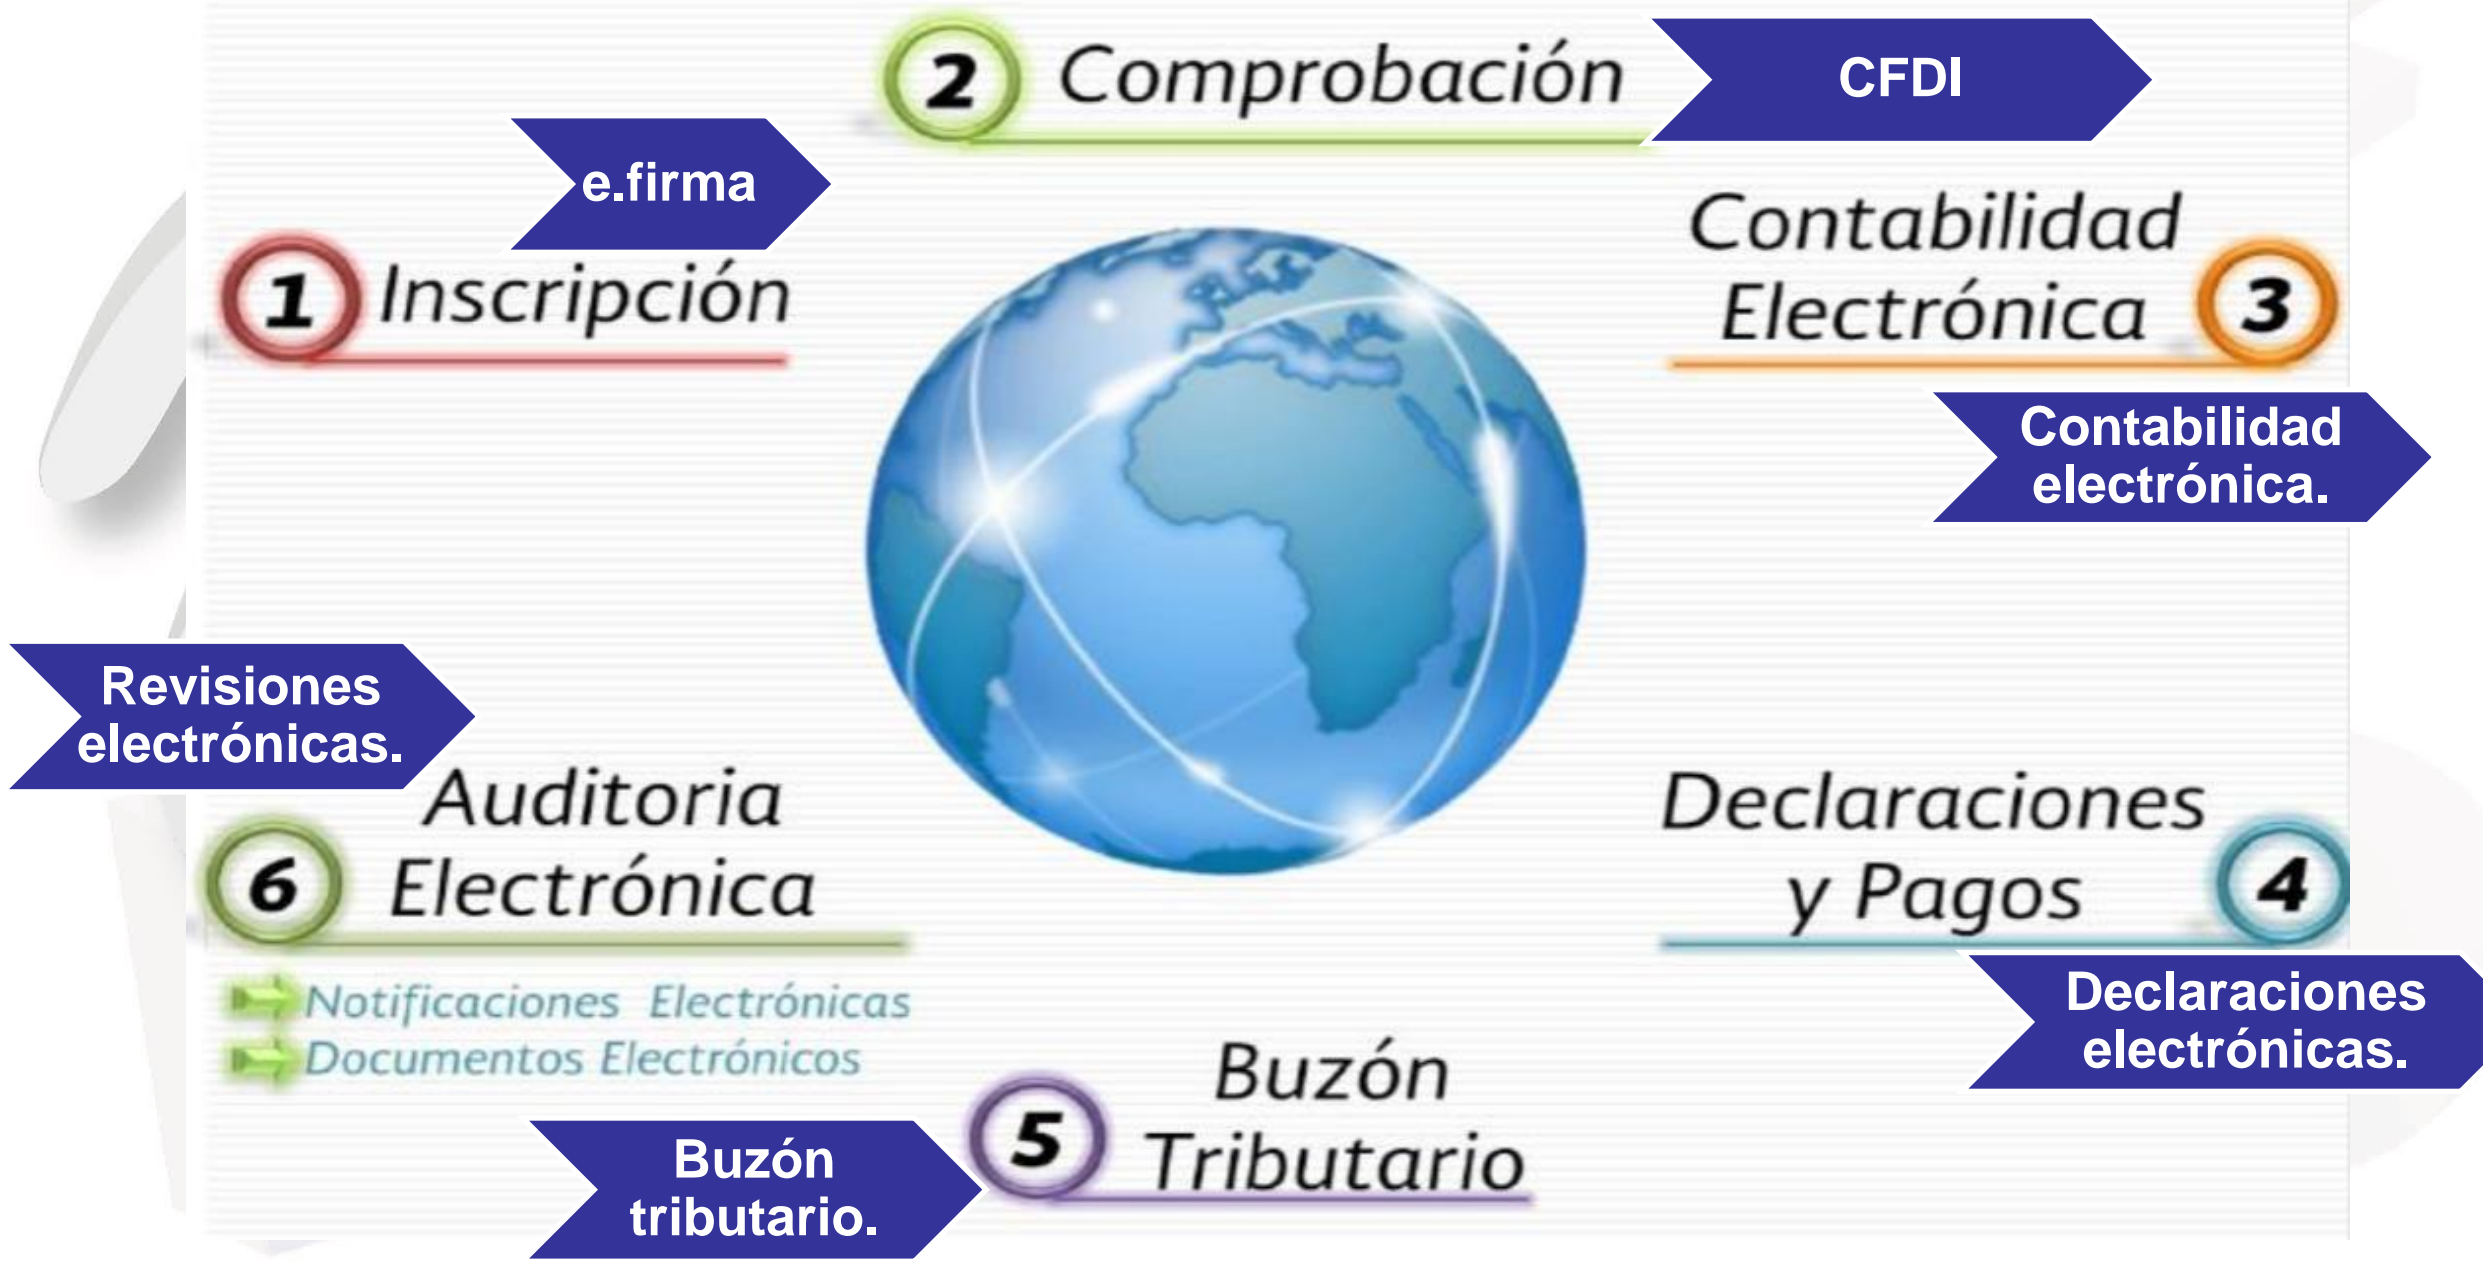 2 Comprobación
CFDI
e.firma
1 Inscripción
Contabilidad
Electrónica 3
Contabilidad
electrónica.
Revisiones
electrónicas.
Auditoria
6 Electrónica
Notificaciones Electrónicas
Documentos Electrónicos
Declaraciones
y Pagos 4
Declaraciones
electrónicas.
Buzón
5 Tributario
Buzón
tributario.